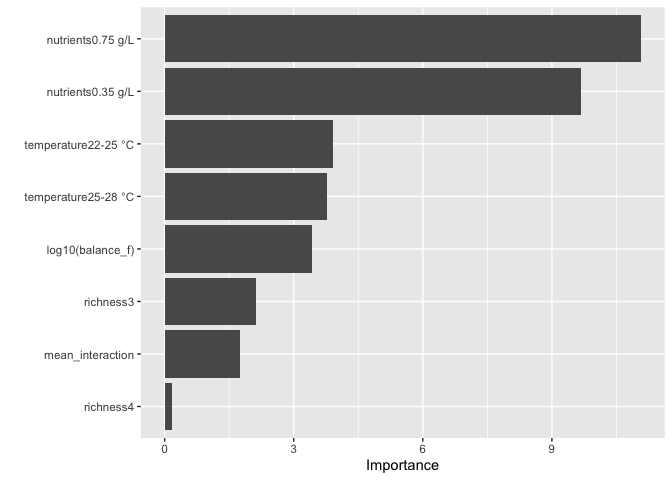 nutrients0.75 g/L
nutrients0.35 g/L
temperature22-25 °C
temperature25-28 °C
log10(balance_f)
richness3
mean_interaction
richness4
0 3 6 9
Importance